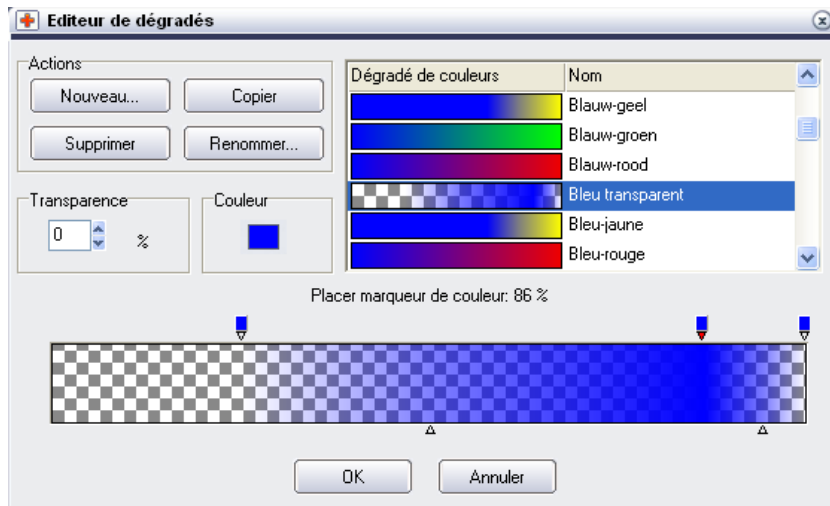 Editeur de dégradés
Actions
Nouveau...
Copier
Supprimer
Renommer...
Transparence
0
%
Couleur
Dégradé de couleurs
Nom
Blauw-geel
Blauw-groen
Blauw-rood
Bleu transparent
Bleu-jaune
Bleu-rouge
Placer marqueur de couleur: 86 %
OK
Annuler